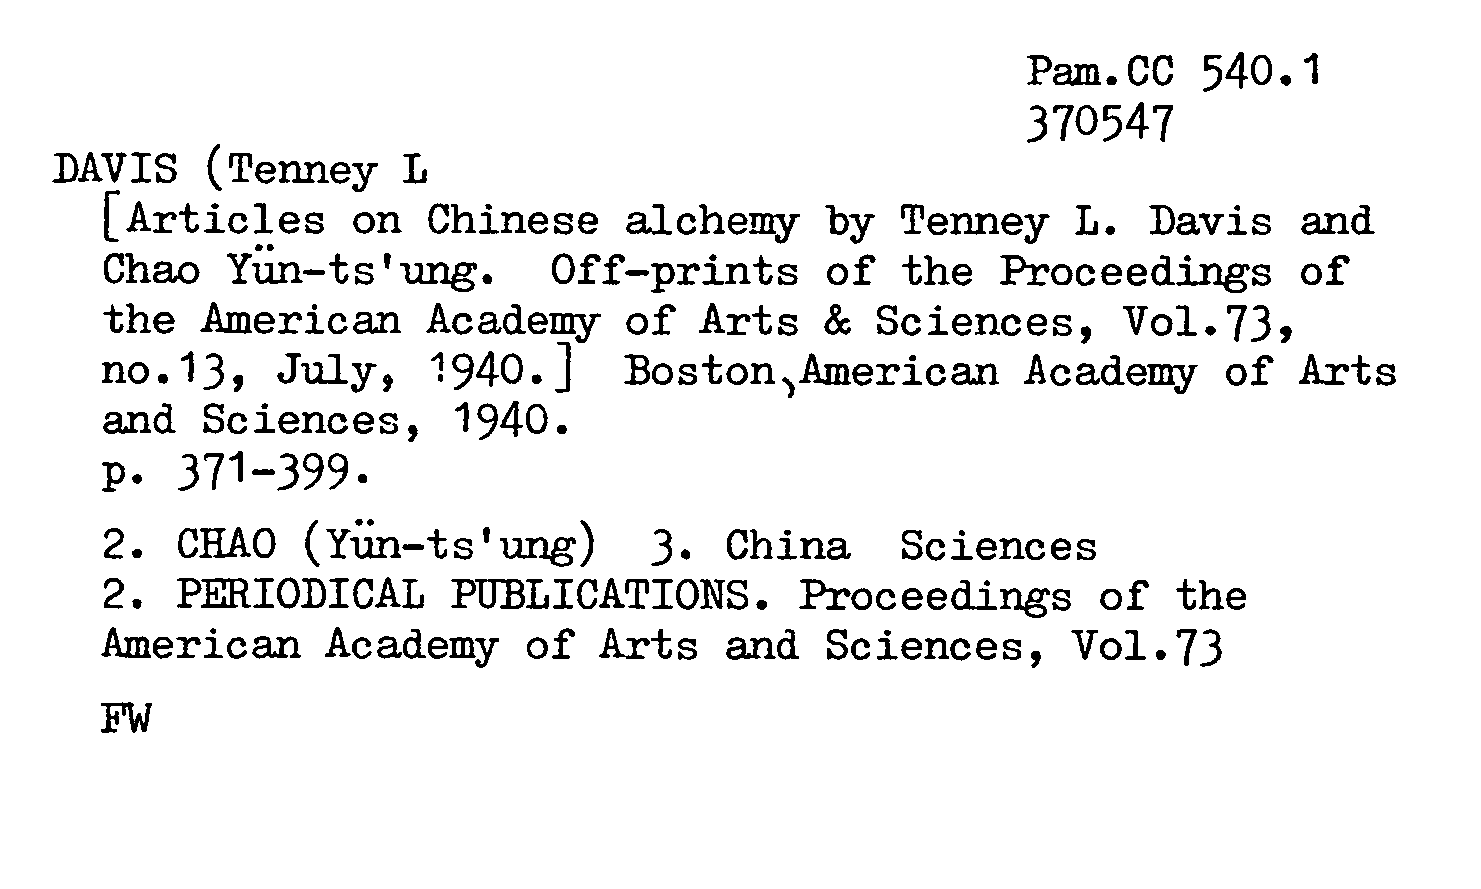 Pam.CC 540.1
370547
DAVIS (Tenney L
[Articles on Chinese alchemy by Tenney L. Davis and
Chao Yün-ts'ung. Off-prints of the Proceedings of
the American Academy of Arts & Sciences, Vol.73,
no.13, July, 1940.] Boston,American Academy of Arts
and Sciences, 1940.
p. 371-399.
2. CHAO (Yün-ts'ung) 3. China Sciences
2. PERIODICAL PUBLICATIONS. Proceedings of the
American Academy of Arts and Sciences, Vol.73
FW